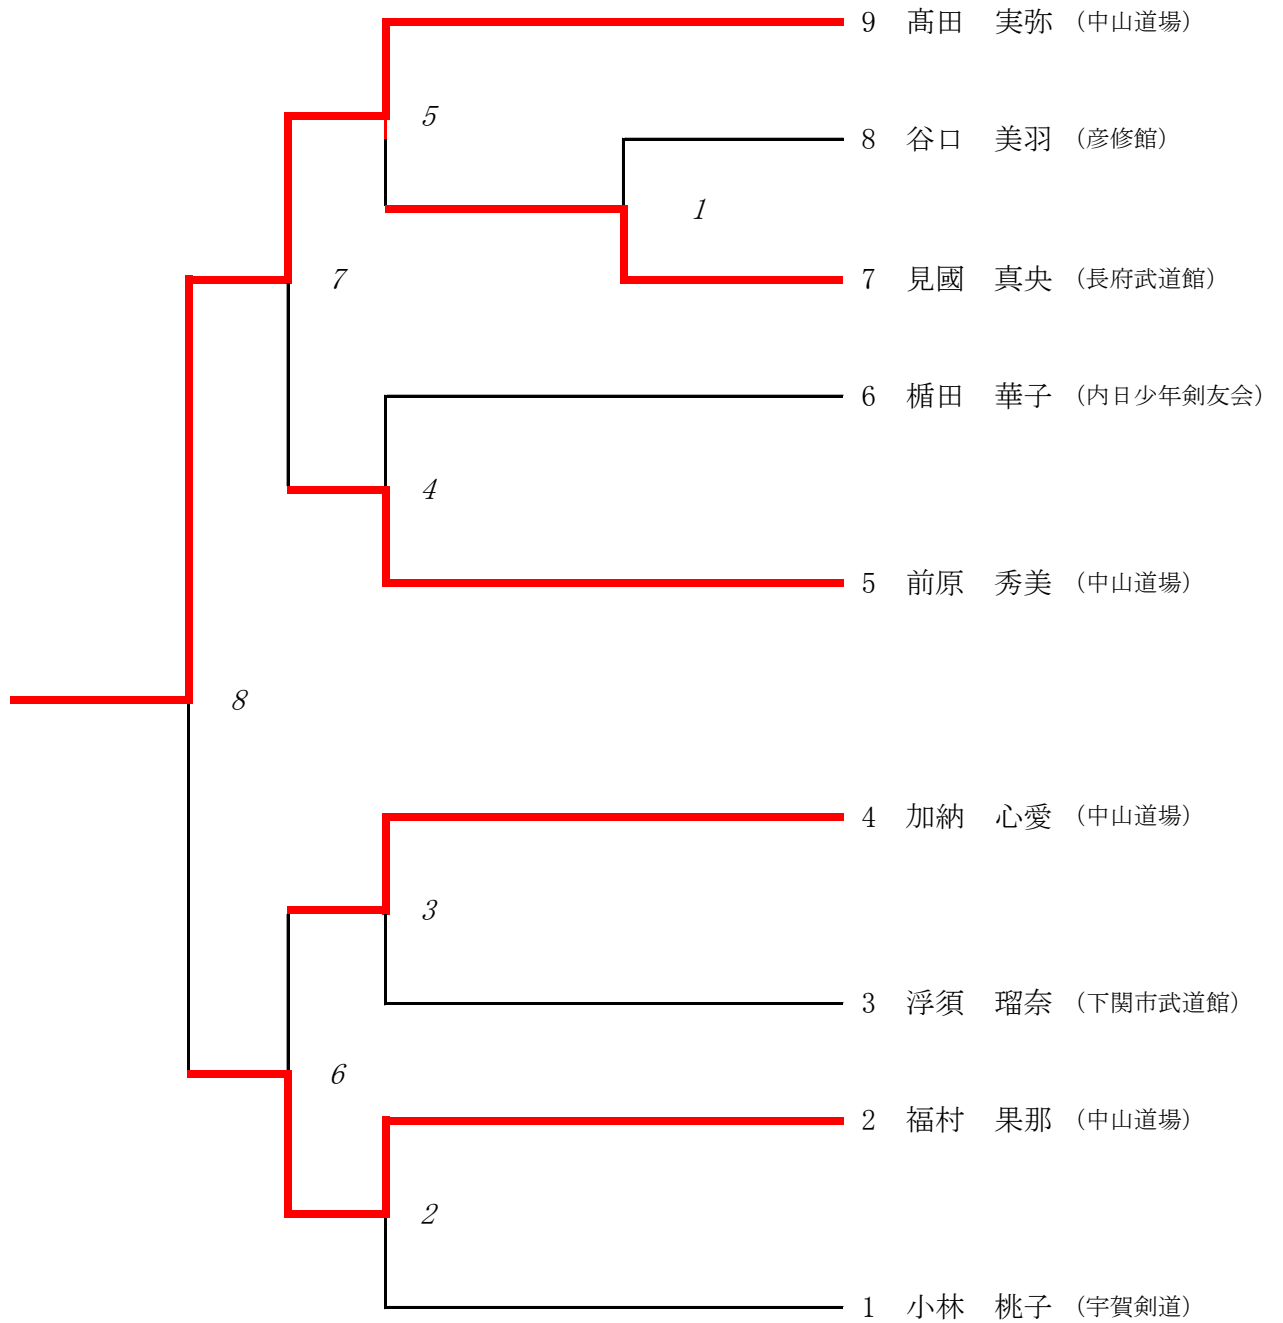 9 髙田 実弥 （中山道場）
5
8 谷口 美羽 （彦修館）
1
7 見國 真央 （長府武道館）
7
6 楯田 華子 （内日少年剣友会）
4
5 前原 秀美 （中山道場）
8
4 加納 心愛 （中山道場）
3
3 浮須 瑠奈 （下関市武道館）
6
2 福村 果那 （中山道場）
2
1 小林 桃子 （宇賀剣道）